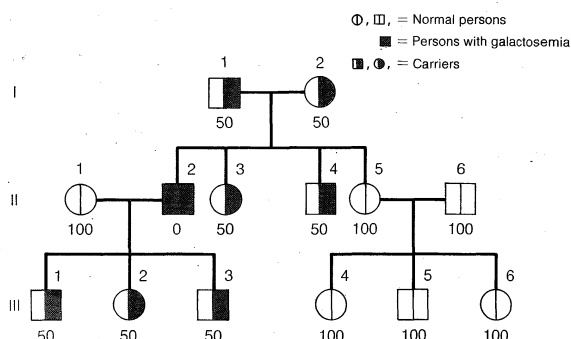 = Normal persons
= Persons with galactosemia
= Carriers
1 2
I
50 50
1 2 3 4 5 6
II
100 0 50 50 100 100
1 2 3 4 5 6
III
50 50 50 100 100 100